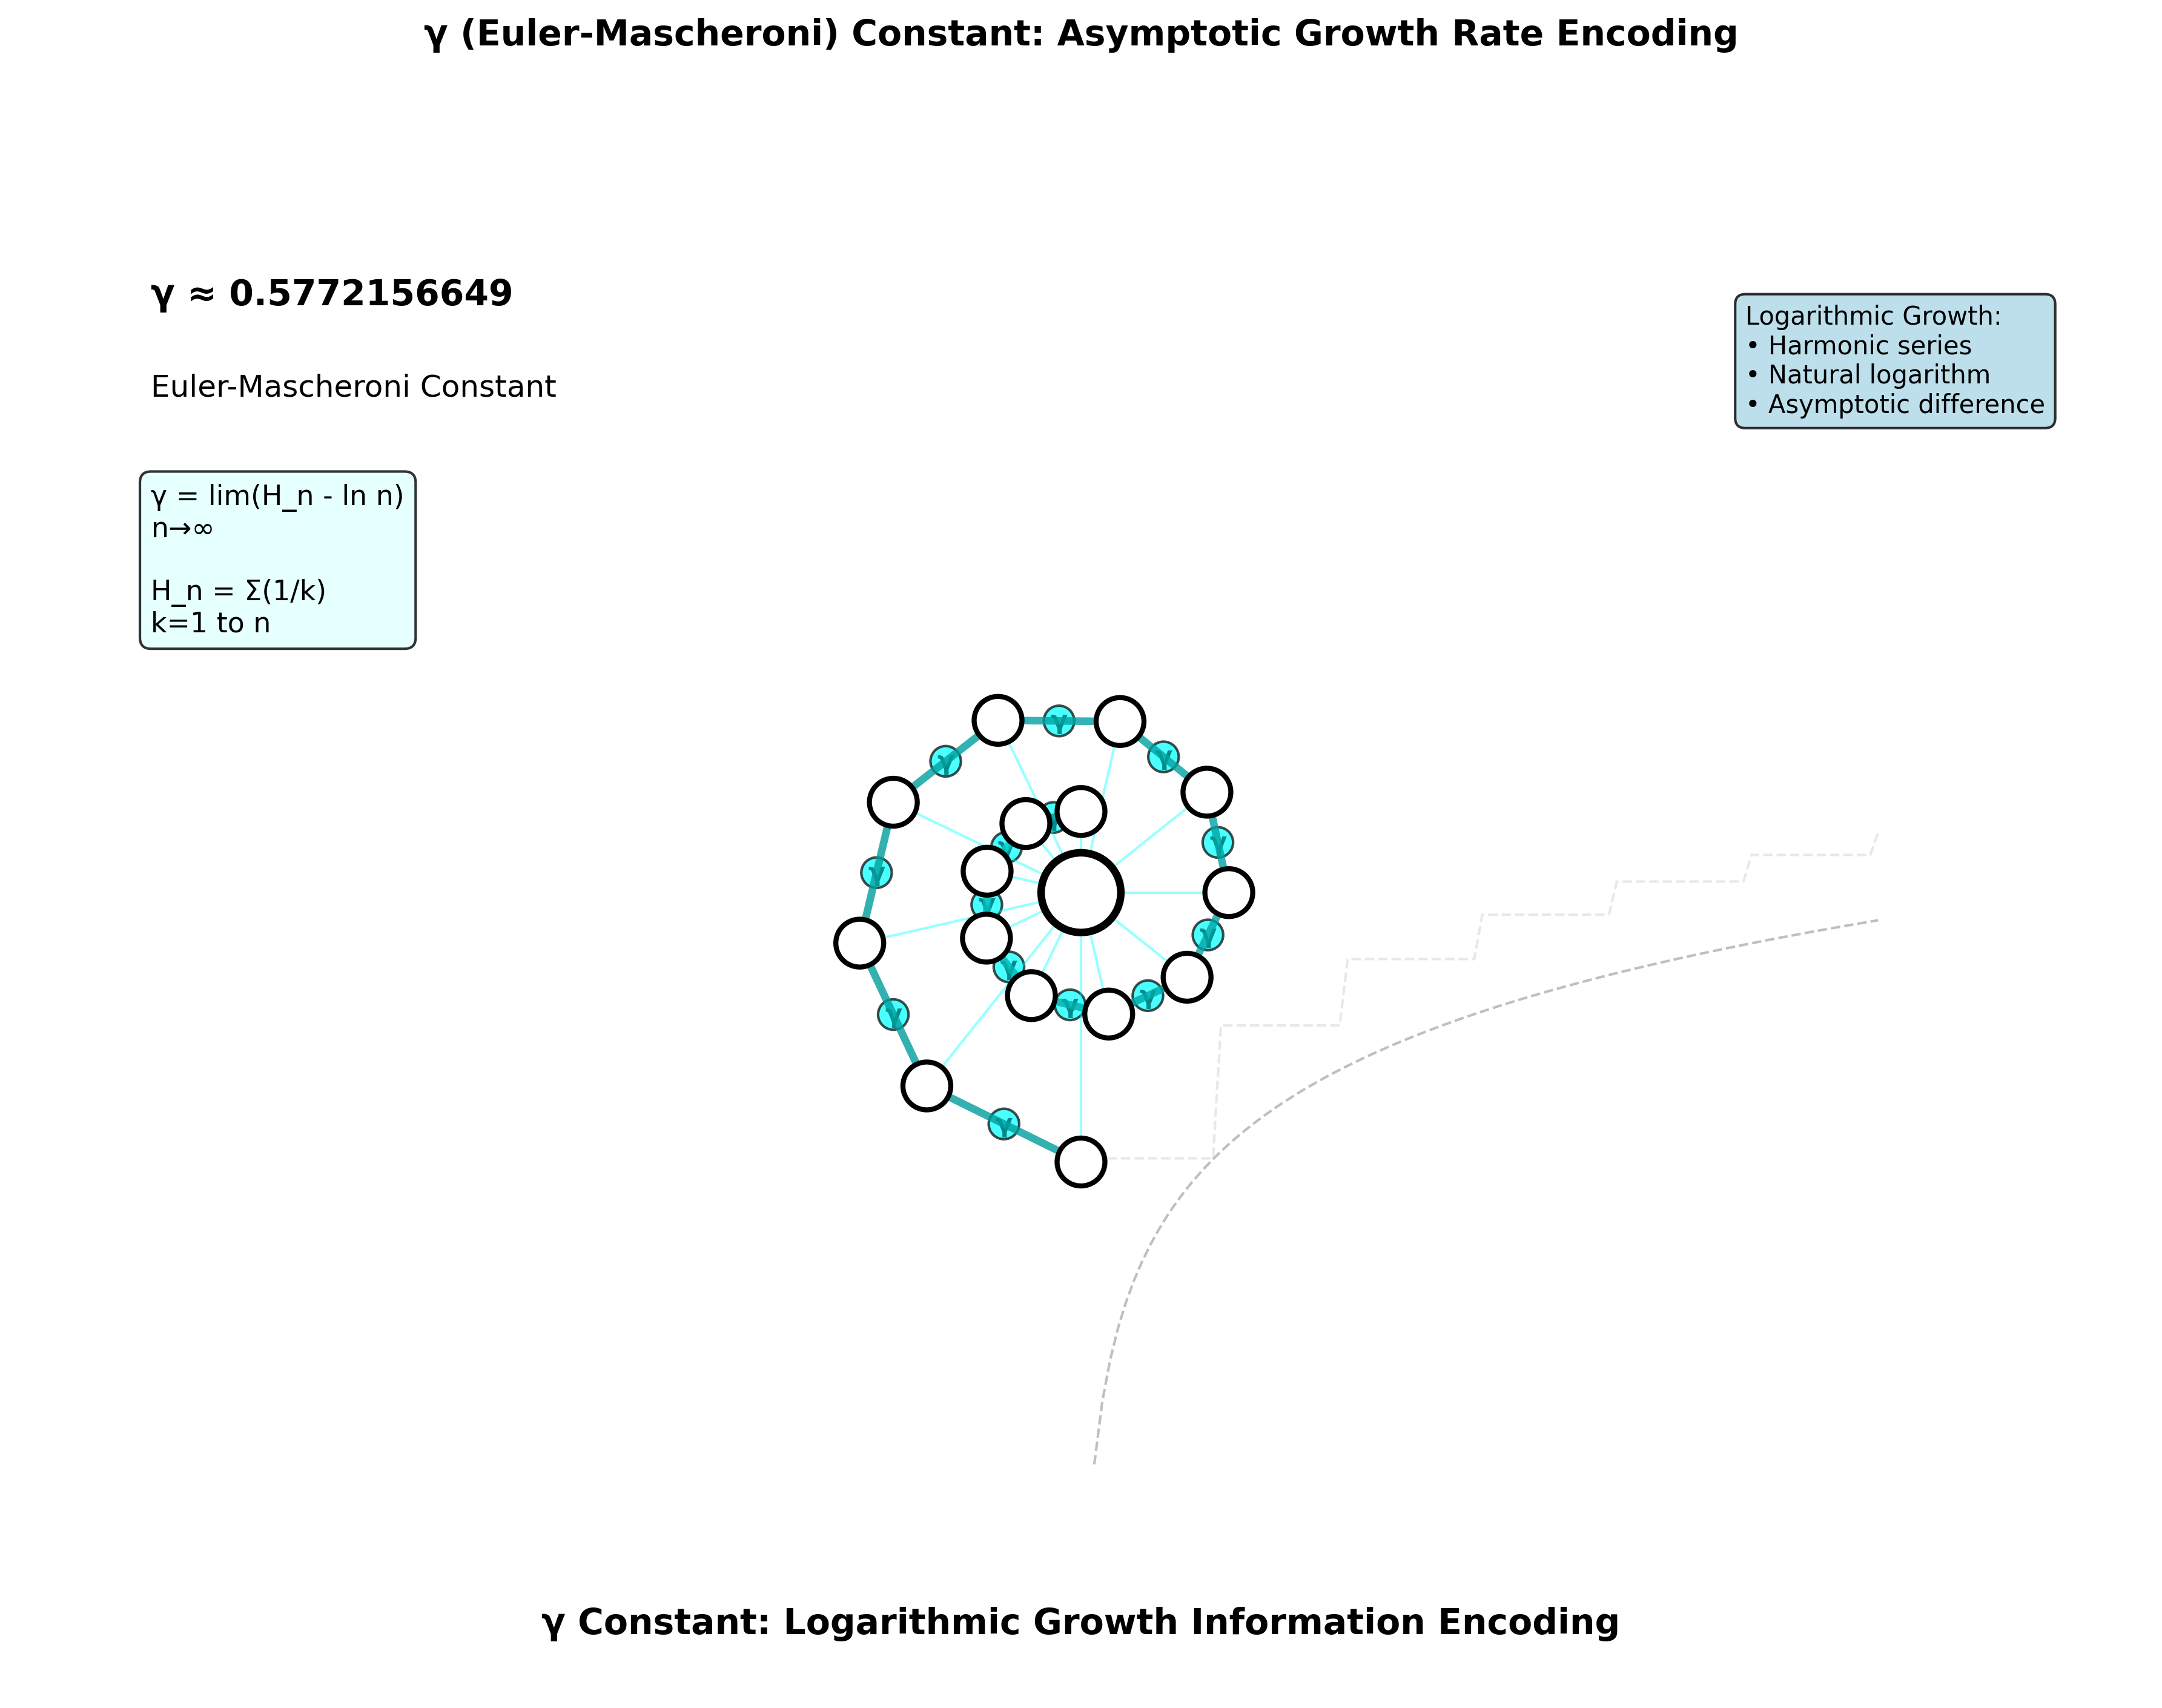 γ (Euler-Mascheroni) Constant: Asymptotic Growth Rate Encoding
γ ≈ 0.5772156649
Euler-Mascheroni Constant
γ = lim(H_n - ln n)
n→∞
H_n = Σ(1/k)
k=1 to n
Logarithmic Growth:
• Harmonic series
• Natural logarithm
• Asymptotic difference
γ
γ
γ
γ
γ
γ
γ
γ
γ
γ
γ
γ
γ
γ
γ Constant: Logarithmic Growth Information Encoding